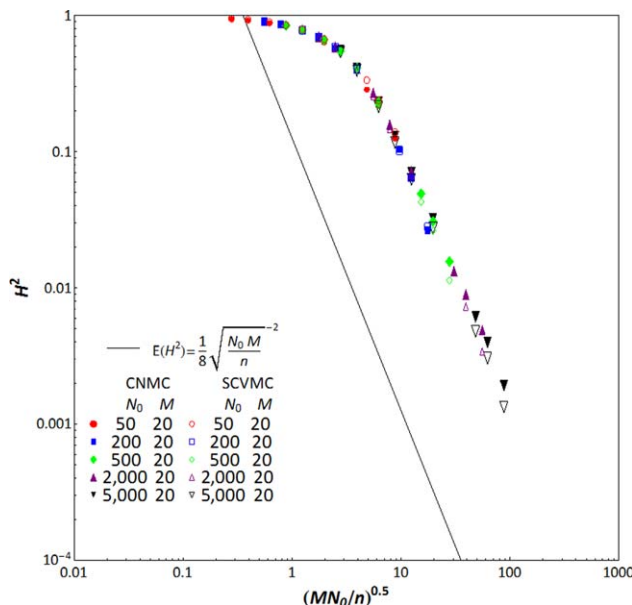 1
0.1
0.01
0.001
10⁻⁴
H²
E(H²)=1/8 √(N₀ M/n)⁻²
CNMC SCVMC
N₀ M N₀ M
50 20 50 20
200 20 200 20
500 20 500 20
2,000 20 2,000 20
5,000 20 5,000 20
0.01 0.1 1 10 100 1000
(MN₀/n)⁰·⁵